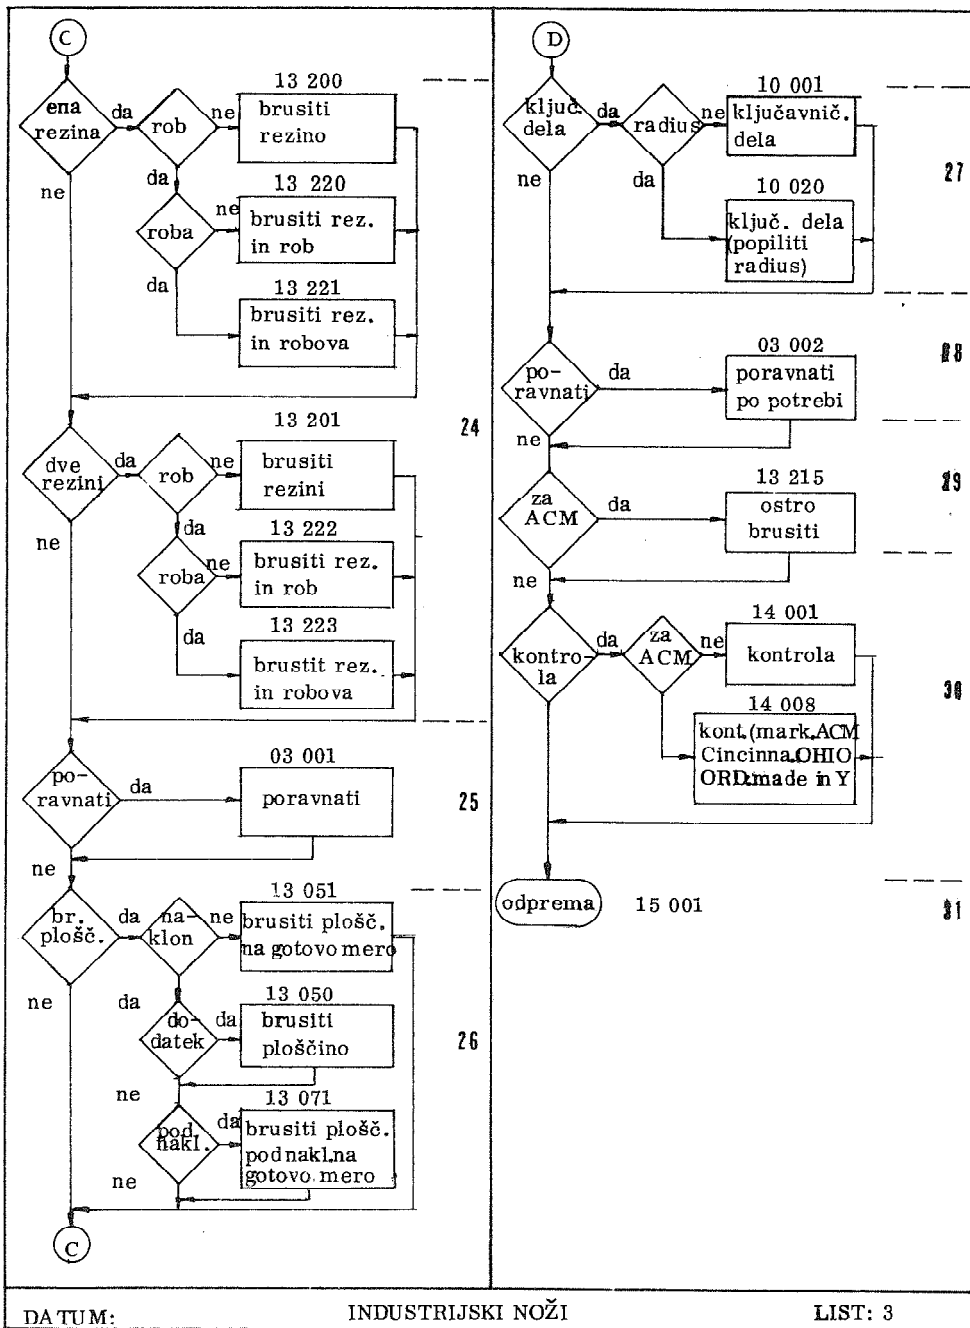 C
13 200
ena
rezina
da
rob
ne
brusiti
rezino
ne
da
13 220
roba
ne
brusiti rez.
in rob
da
13 221
brusiti rez.
in robova
24
13 201
dve
rezini
da
rob
ne
brusiti
rezini
ne
da
13 222
roba
ne
brusiti rez.
in rob
da
13 223
brustit rez.
in robova
03 001
po-
ravnati
da
poravnati
25
ne
13 051
br.
plošč.
da
na-
klon
ne
brusiti plošč.
na gotovo mero
ne
da
13 050
do-
datek
da
brusiti
ploščino
26
ne
13 071
pod.
nakl.
da
brusiti plošč.
pod nakl.na
gotovo mero
ne
C
D
10 001
ključ.
dela
da
radius
ne
ključavnič.
dela
27
ne
da
10 020
ključ. dela
(popiliti
radius)
03 002
28
po-
ravnati
da
poravnati
po potrebi
ne
13 215
29
za
ACM
da
ostro
brusiti
ne
14 001
kontro-
la
da
za
ACM
ne
kontrola
30
14 008
kont.(mark.ACM
Cincinna.OHIO
ORD.made in Y
odprema
15 001
31
DATUM:
INDUSTRIJSKI NOŽI
LIST: 3